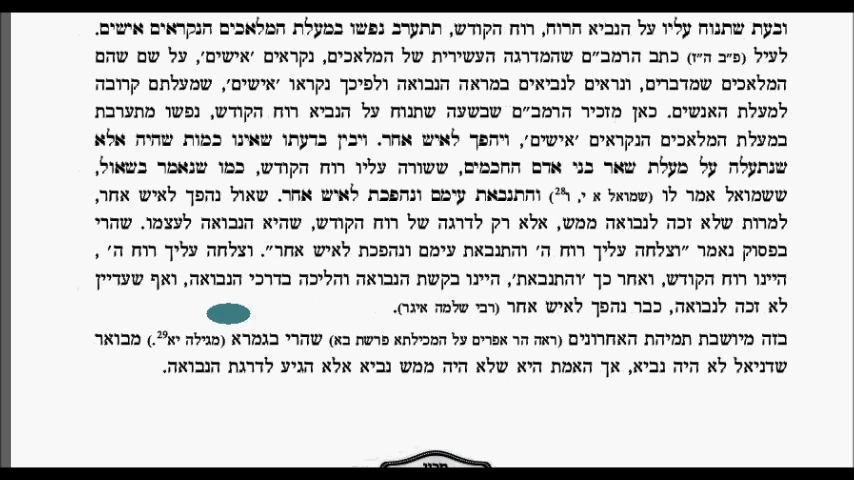 ובעת שתנוח עליו על הנביא הרוח, רוח הקודש, תתערב נפשו במעלת המלאכים הנקראים אישים.
לעיל (פ״ב ה״ז) כתב הרמב״ם שהמדרגה העשירית של המלאכים, נקראים 'אישים', על שם שהם
המלאכים שמדברים, ונראים לנביאים במראה הנבואה ולפיכך נקראו 'אישים', שמעלתם קרובה
למעלת האנשים. כאן מזכיר הרמב״ם שבשעה שתנוח על הנביא רוח הקודש, נפשו מתערבת
במעלת המלאכים הנקראים 'אישים', ויהפך לאיש אחר. ויבין בדעתו שאינו כמות שהיה אלא
שנתעלה על מעלת שאר בני אדם החכמים, ששורה עליו רוח הקודש, כמו שנאמר בשאול,
ששמואל אמר לו (שמואל א י, ו28) והתנבאת עימם ונהפכת לאיש אחר. שאול נהפך לאיש אחר,
למרות שלא זכה לנבואה ממש, אלא רק לדרגה של רוח הקודש, שהיא הנבואה לעצמו. שהרי
בפסוק נאמר "וצלחה עליך רוח ה' והתנבאת עימם ונהפכת לאיש אחר". וצלחה עליך רוח ה' ,
היינו רוח הקודש, ואחר כך 'והתנבאת', היינו בקשת הנבואה והליכה בדרכי הנבואה, ואף שעדיין
לא זכה לנבואה, כבר נהפך לאיש אחר (רבי שלמה איגר).
בזה מיושבת תמיהת האחרונים (ראה הר אפרים על המכילתא פרשת בא) שהרי בגמרא (מגילה יא29.) מבואר
שדניאל לא היה נביא, אך האמת היא שלא היה ממש נביא אלא הגיע לדרגת הנבואה.